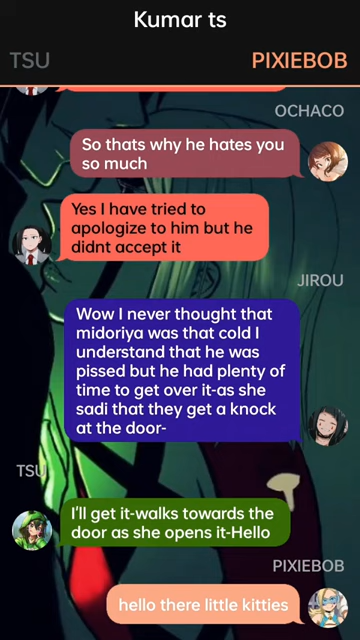 Kumar ts
TSU
PIXIEBOB
OCHACO
So thats why he hates you
so much
Yes I have tried to
apologize to him but he
didnt accept it
JIROU
Wow I never thought that
midoriya was that cold I
understand that he was
pissed but he had plenty of
time to get over it-as she
sadi that they get a knock
at the door-
TSU
I'll get it-walks towards the
door as she opens it-Hello
PIXIEBOB
hello there little kitties